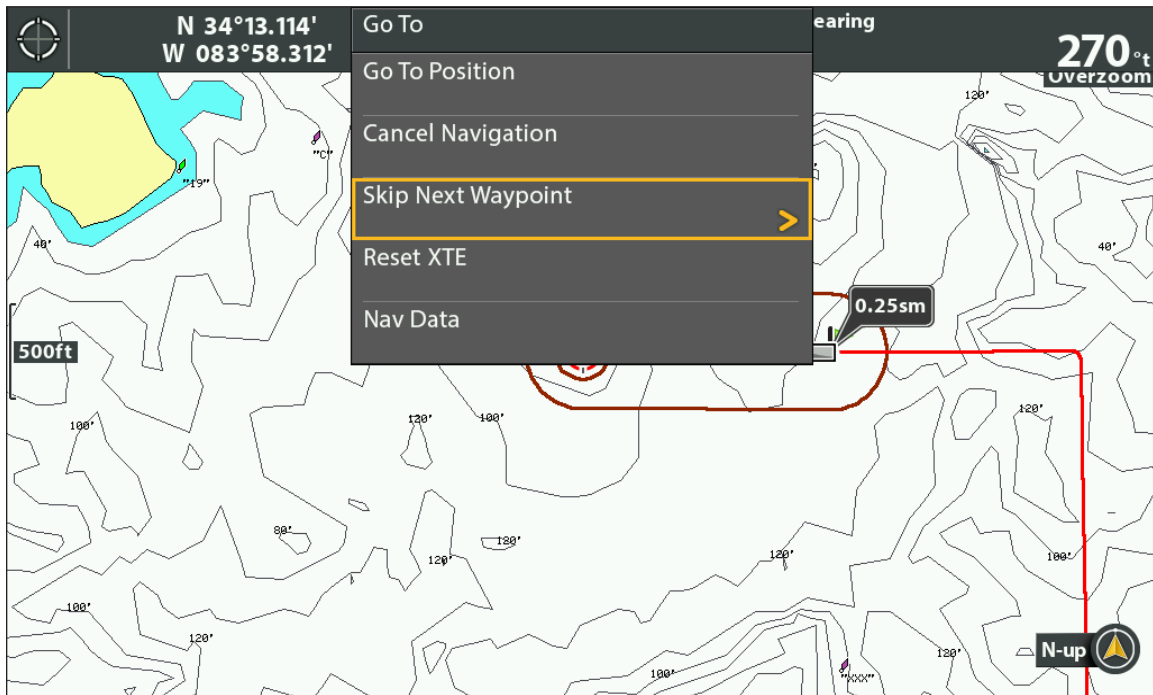 N 34°13.114'
W 083°58.312'
Go To
earing
270°t
Overzoom
Go To Position
120'
Cancel Navigation
"C"
"19"
Skip Next Waypoint
>
40'
40'
Reset XTE
0.25sm
Nav Data
500ft
120'
100'
120'
100'
80'
120'
120'
120'
100'
100'
120'
N-up
120'
100'
"XXX"